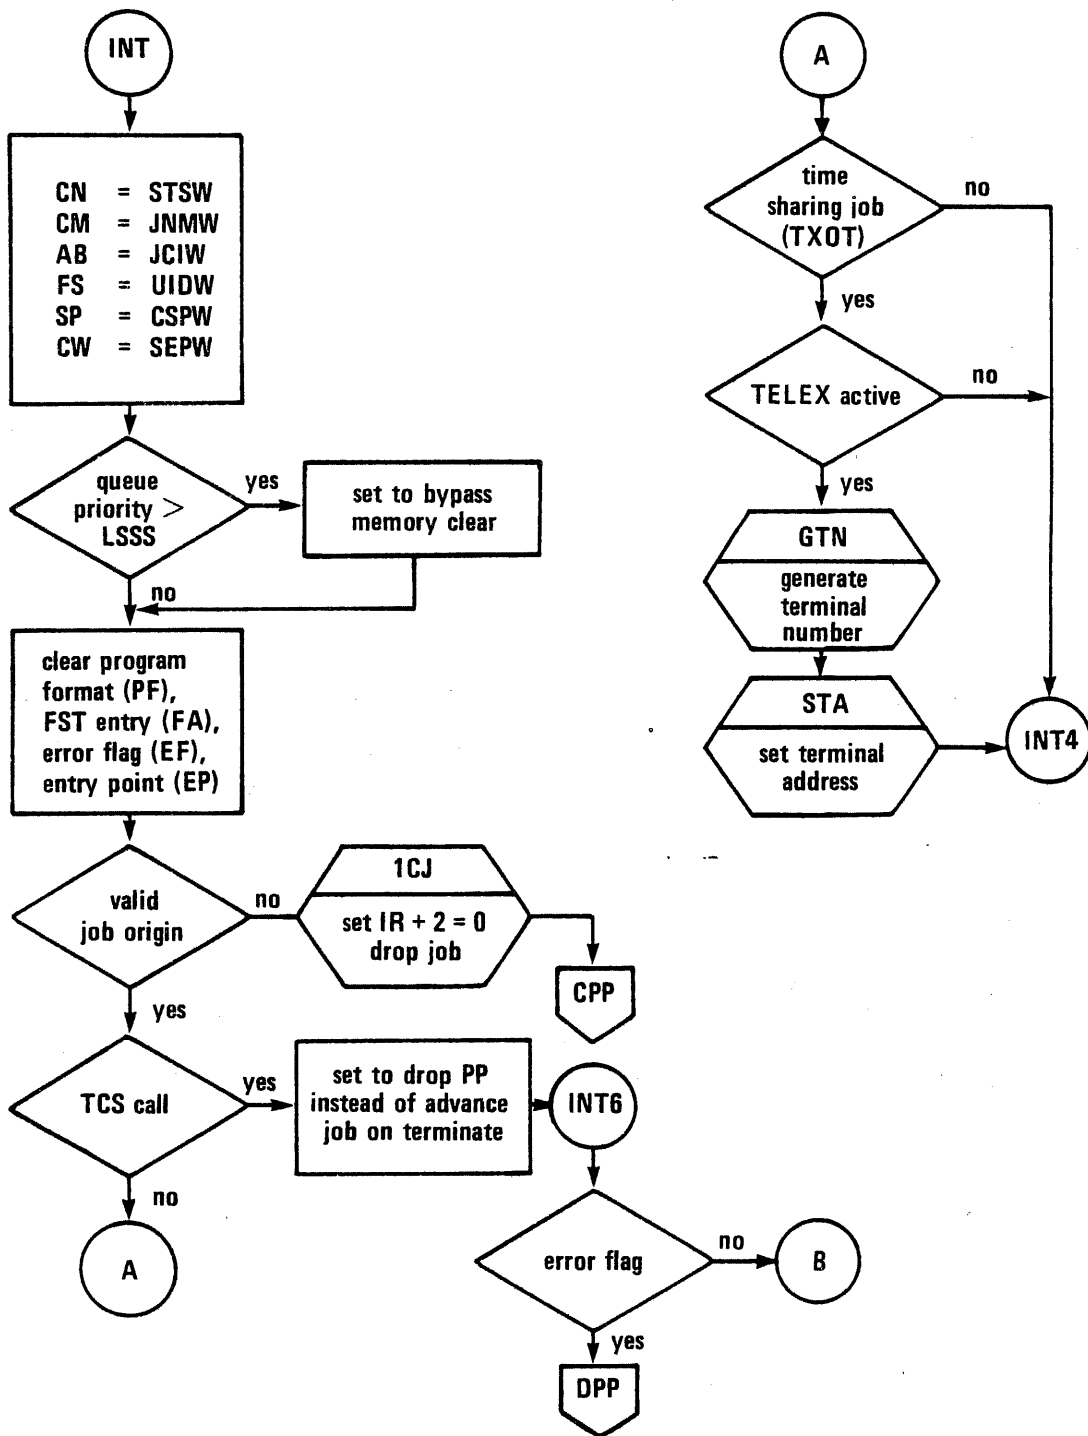 INT
CN = STSW
CM = JNMW
AB = JCIW
FS = UIDW
SP = CSPW
CW = SEPW
queue
priority >
LSSS
yes
set to bypass
memory clear
no
clear program
format (PF),
FST entry (FA),
error flag (EF),
entry point (EP)
valid
job origin
no
1CJ
set IR + 2 = 0
drop job
CPP
yes
TCS call
yes
set to drop PP
instead of advance
job on terminate
INT6
no
A
error flag
no
B
yes
DPP
A
time
sharing job
(TXOT)
no
yes
TELEX active
no
yes
GTN
generate
terminal
number
STA
set terminal
address
INT4